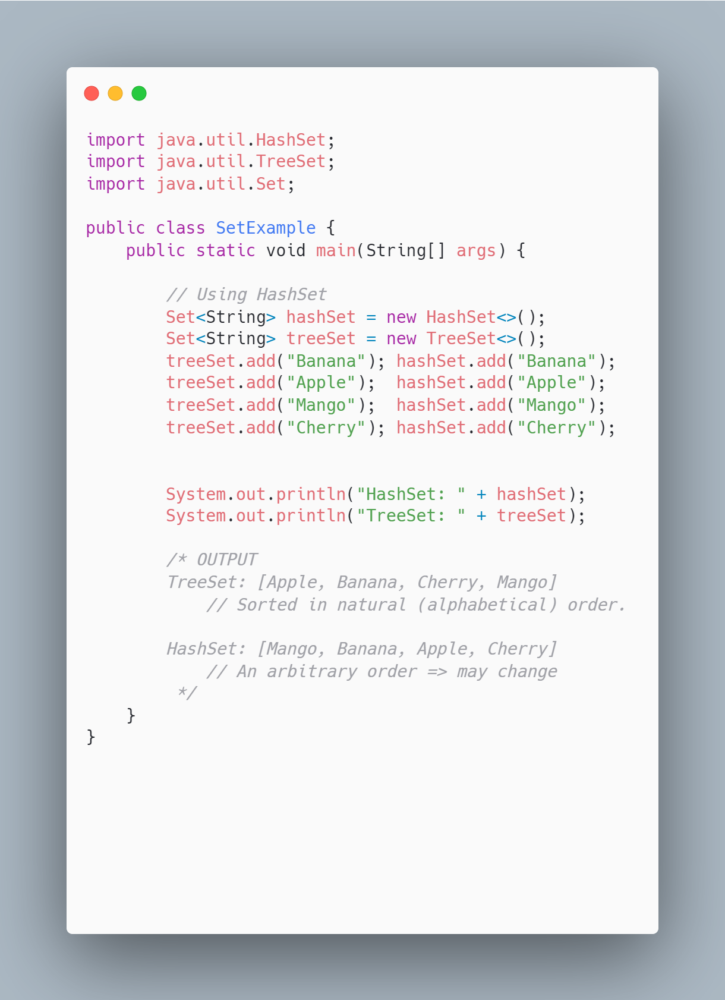 import java.util.HashSet;
import java.util.TreeSet;
import java.util.Set;
public class SetExample {
    public static void main(String[] args) {
        // Using HashSet
        Set<String> hashSet = new HashSet<>();
        Set<String> treeSet = new TreeSet<>();
        treeSet.add("Banana"); hashSet.add("Banana");
        treeSet.add("Apple");  hashSet.add("Apple");
        treeSet.add("Mango");  hashSet.add("Mango");
        treeSet.add("Cherry"); hashSet.add("Cherry");
        System.out.println("HashSet: " + hashSet);
        System.out.println("TreeSet: " + treeSet);
        /* OUTPUT
        TreeSet: [Apple, Banana, Cherry, Mango]
            // Sorted in natural (alphabetical) order.
        HashSet: [Mango, Banana, Apple, Cherry]
            // An arbitrary order => may change
         */
    }
}